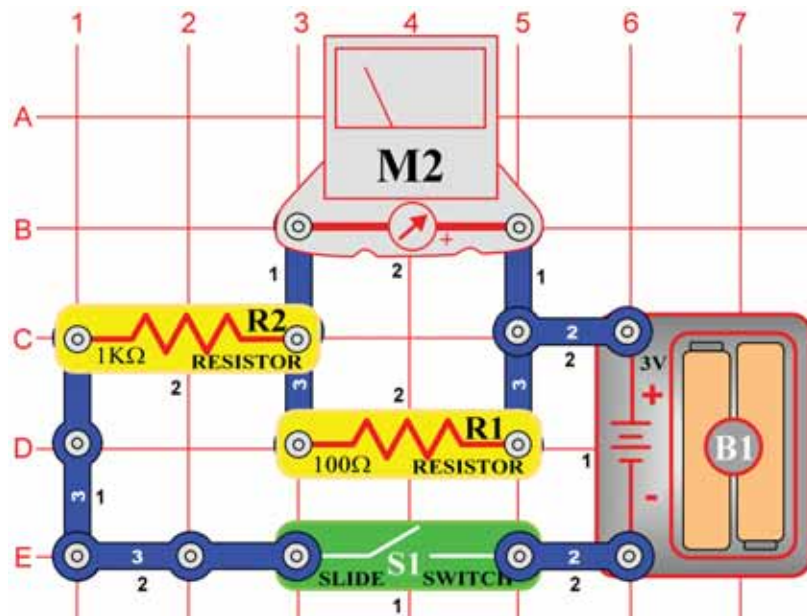 1 2 3 4 5 6 7
A
M2
B
+
1 2 1
C
R2
1KΩ RESISTOR
2
3
2
3
2
2
3V
+
B1
-
1
D
R1
100Ω RESISTOR
3
1
E
3
2
S1
SLIDE SWITCH
1
2
2